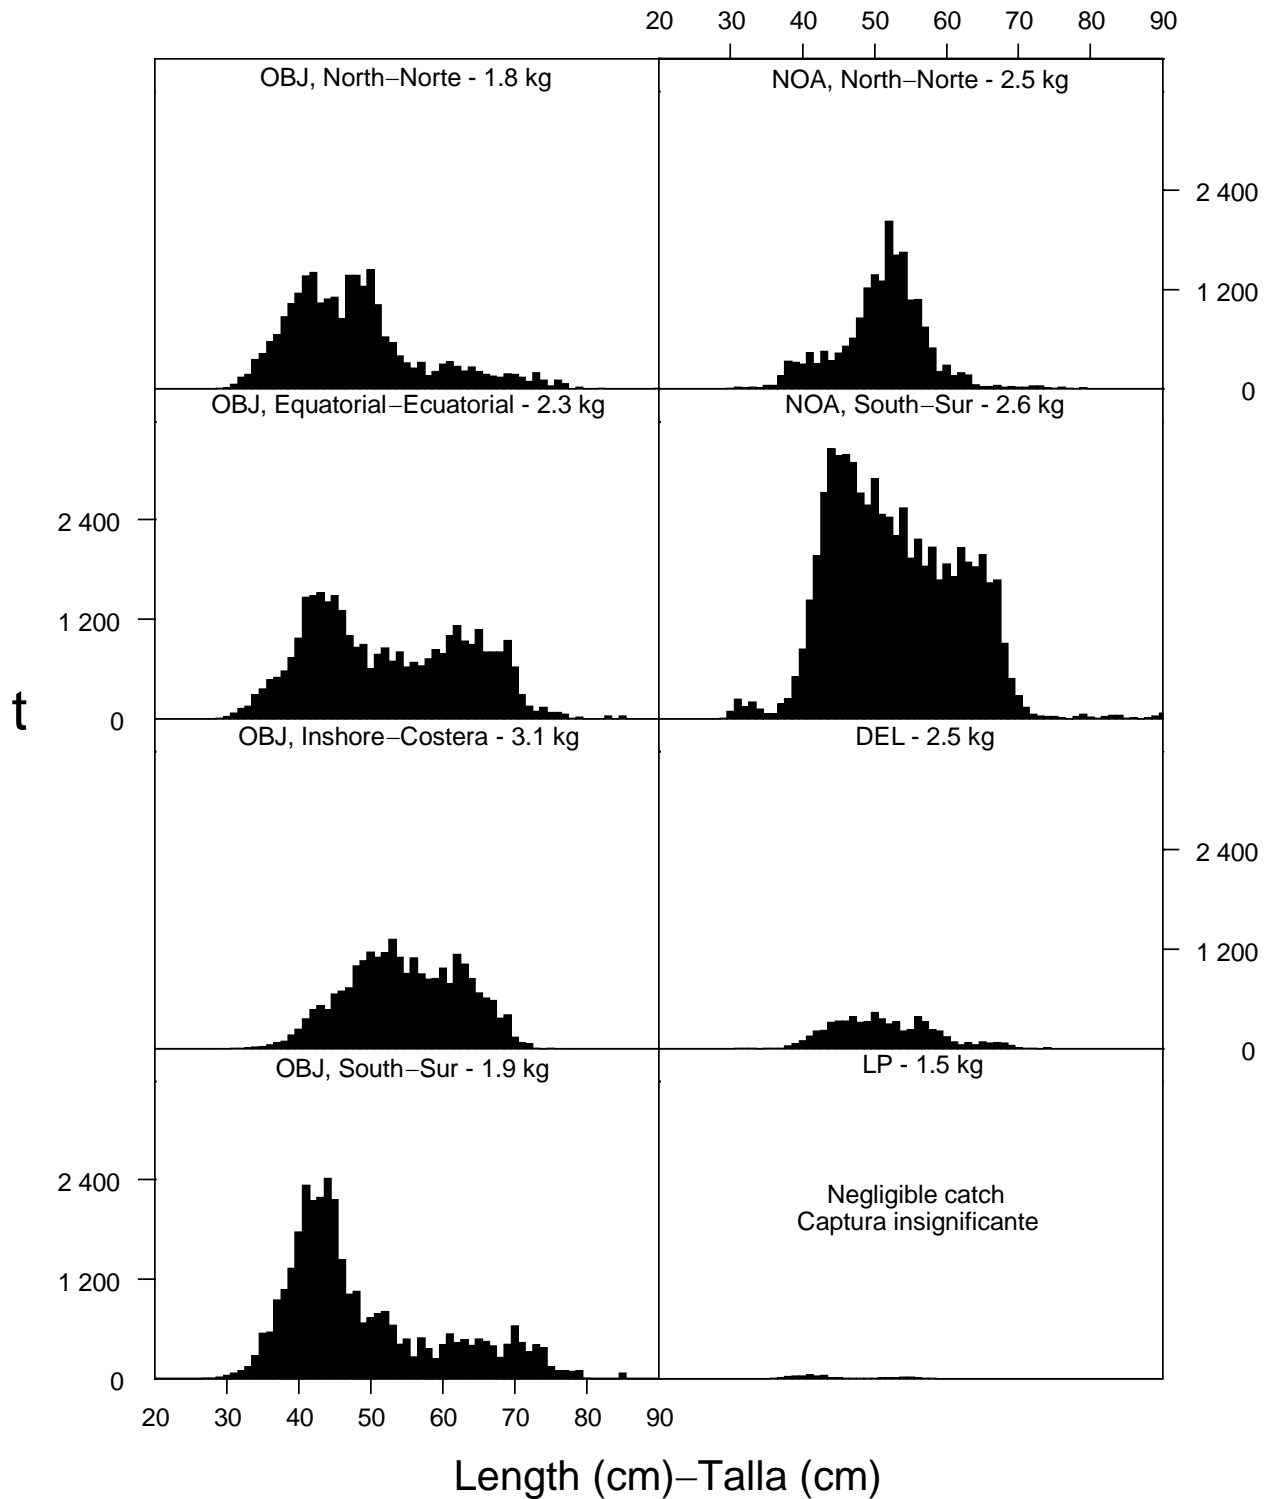 20 30 40 50 60 70 80 90
OBJ, North–Norte - 1.8 kg
NOA, North–Norte - 2.5 kg
2 400
1 200
0
OBJ, Equatorial–Ecuatorial - 2.3 kg
NOA, South–Sur - 2.6 kg
2 400
1 200
0
t
OBJ, Inshore–Costera - 3.1 kg
DEL - 2.5 kg
2 400
1 200
0
OBJ, South–Sur - 1.9 kg
LP - 1.5 kg
2 400
1 200
0
Negligible catch
Captura insignificante
20 30 40 50 60 70 80 90
Length (cm)–Talla (cm)